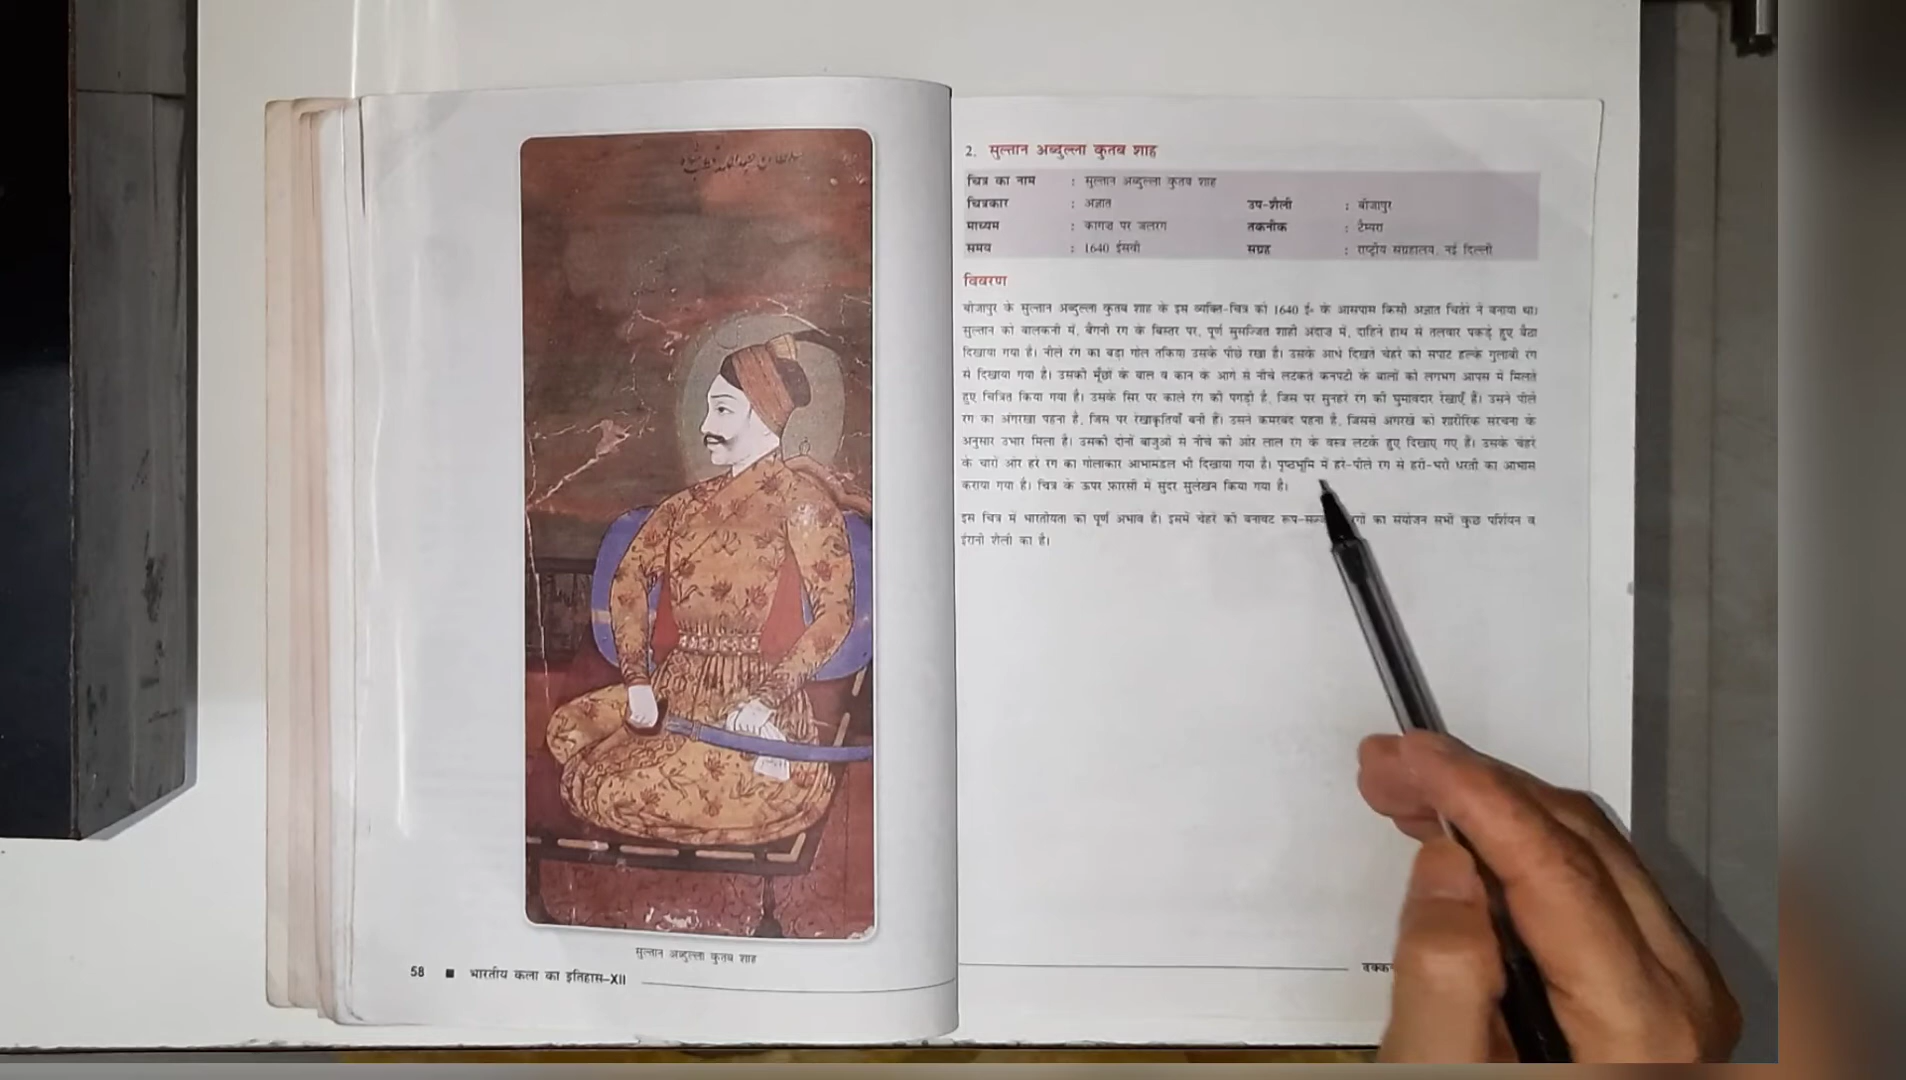 2. सुल्तान अब्दुल्ला कुतब शाह
चित्र का नाम : सुल्तान अब्दुल्ला कुतब शाह
चित्रकार : अज्ञात उप-शैली : बीजापुर
माध्यम : कागज़ पर जलरंग तकनीक : टैम्परा
समय : 1640 ईसवी संग्रह : राष्ट्रीय संग्रहालय, नई दिल्ली
विवरण
बीजापुर के सुल्तान अब्दुल्ला कुतब शाह के इस व्यक्ति-चित्र को 1640 ई॰ के आसपास किसी अज्ञात चितेरे ने बनाया था।
सुल्तान को बालकनी में, बैंगनी रंग के बिस्तर पर, पूर्ण सुसज्जित शाही अंदाज़ में, दाहिने हाथ से तलवार पकड़े हुए बैठा
दिखाया गया है। नीले रंग का बड़ा गोल तकिया उसके पीछे रखा है। उसके आधे दिखते चेहरे को सपाट हल्के गुलाबी रंग
से दिखाया गया है। उसकी मूँछों के बाल व कान के आगे से नीचे लटकते कनपटी के बालों को लगभग आपस में मिलते
हुए चित्रित किया गया है। उसके सिर पर काले रंग की पगड़ी है, जिस पर सुनहरे रंग की घुमावदार रेखाएँ हैं। उसने पीले
रंग का अंगरखा पहना है, जिस पर रेखाकृतियाँ बनी हैं। उसने कमरबंद पहना है, जिससे अंगरखे को शारीरिक संरचना के
अनुसार उभार मिला है। उसकी दोनों बाजुओं से नीचे की ओर लाल रंग के वस्त्र लटके हुए दिखाए गए हैं। उसके चेहरे
के चारों ओर हरे रंग का गोलाकार आभामंडल भी दिखाया गया है। पृष्ठभूमि में हरे-पीले रंग से हरी-भरी धरती का आभास
कराया गया है। चित्र के ऊपर फ़ारसी में सुंदर सुलेखन किया गया है।
इस चित्र में भारतीयता का पूर्ण अभाव है। इसमें चेहरे की बनावट रूप-सज्जा रंगों का संयोजन सभी कुछ पर्शियन व
ईरानी शैली का है।
सुल्तान अब्दुल्ला कुतब शाह
58 ■ भारतीय कला का इतिहास–XII